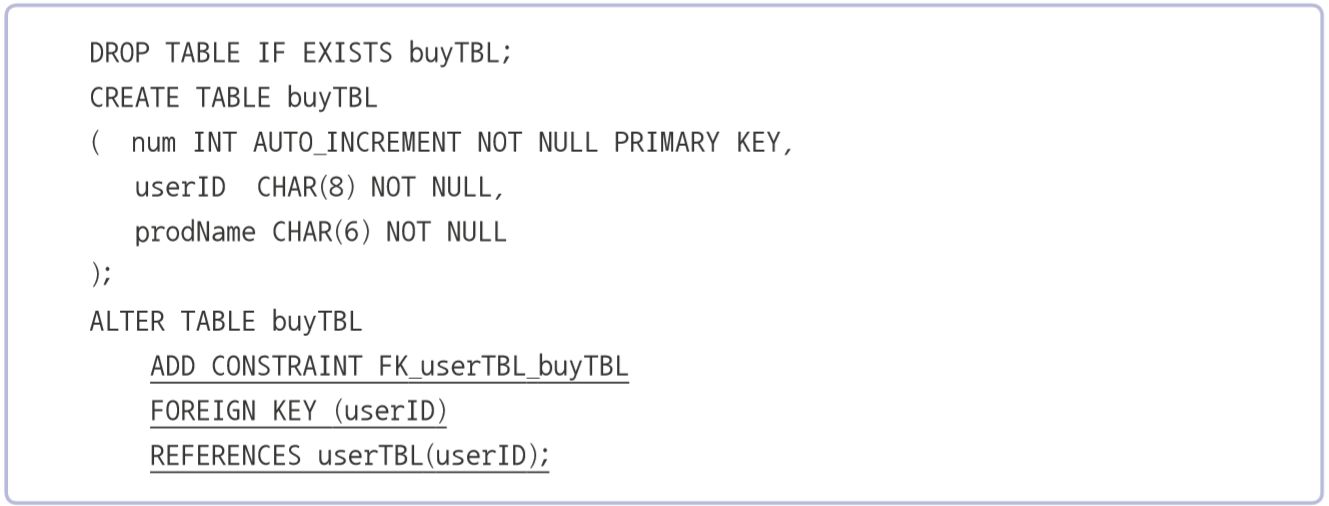 DROP TABLE IF EXISTS buyTBL;
CREATE TABLE buyTBL
(  num INT AUTO_INCREMENT NOT NULL PRIMARY KEY,
   userID  CHAR(8) NOT NULL,
   prodName CHAR(6) NOT NULL
);
ALTER TABLE buyTBL
    ADD CONSTRAINT FK_userTBL_buyTBL
    FOREIGN KEY (userID)
    REFERENCES userTBL(userID);